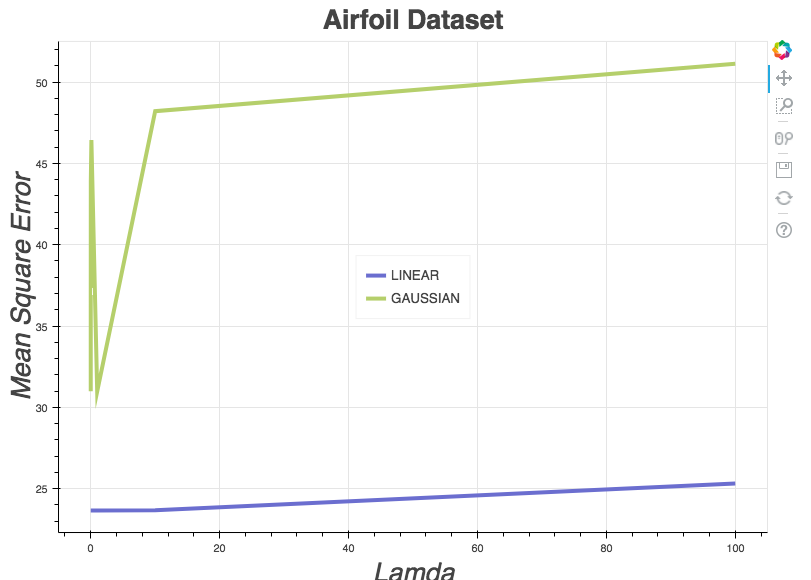 Airfoil Dataset
Mean Square Error
50
45
40
35
30
25
LINEAR
GAUSSIAN
0 20 40 60 80 100
Lamda